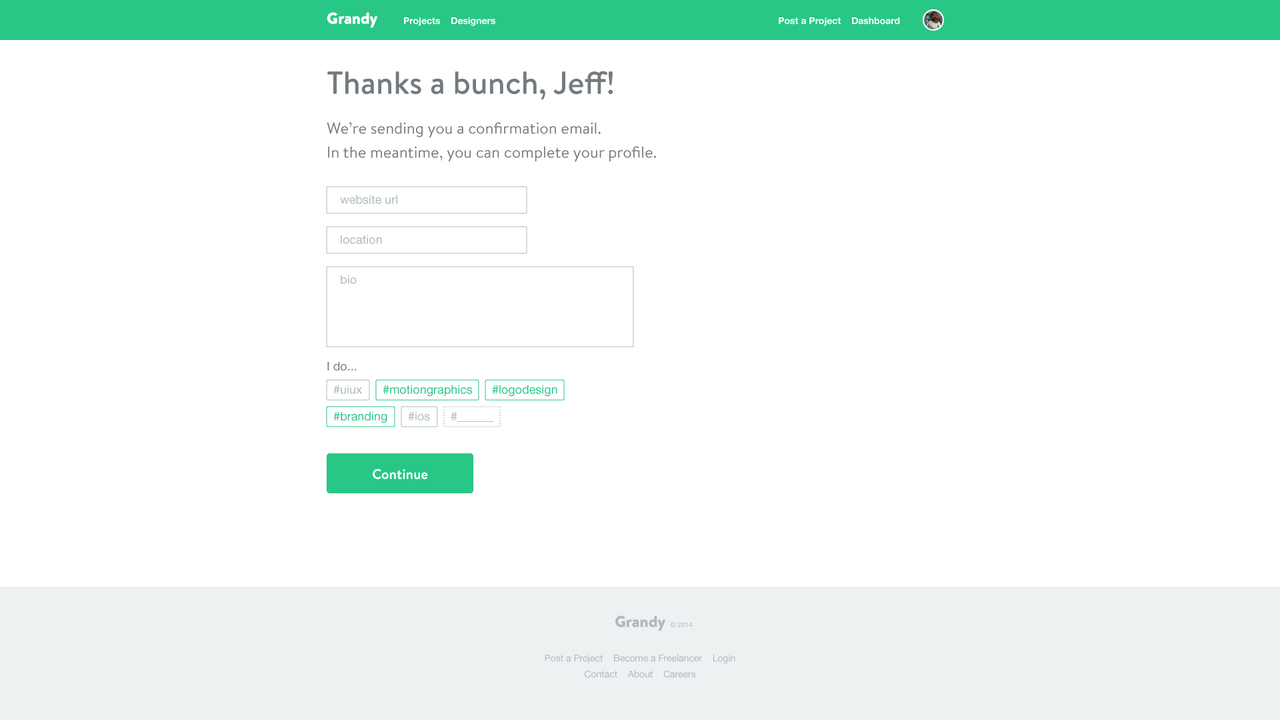 Grandy Projects Designers Post a Project Dashboard
Thanks a bunch, Jeff!
We’re sending you a confirmation email.
In the meantime, you can complete your profile.
website url
location
bio
I do...
#uiux #motiongraphics #logodesign
#branding #ios #______
Continue
Grandy © 2014
Post a Project Become a Freelancer Login
Contact About Careers